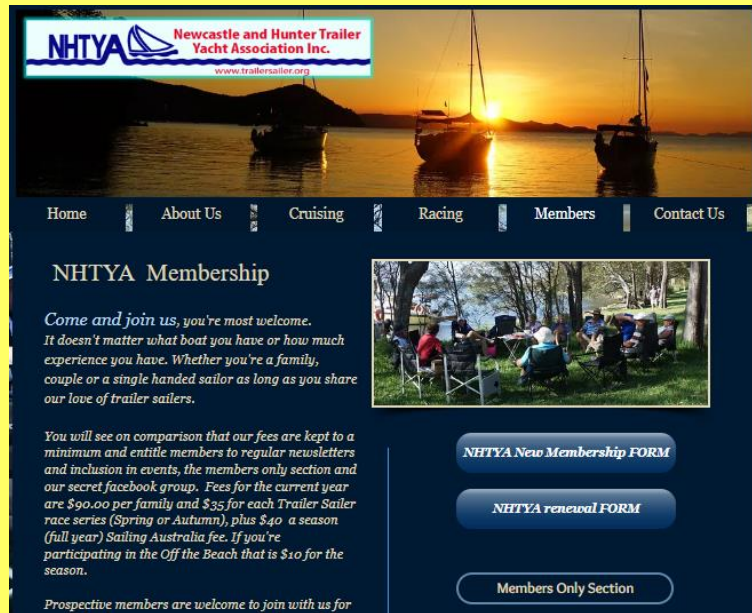 NHTYA
Newcastle and Hunter Trailer
Yacht Association Inc.
www.trailersailer.org
Home
About Us
Cruising
Racing
Members
Contact Us
NHTYA Membership
Come and join us, you're most welcome.
It doesn't matter what boat you have or how much
experience you have. Whether you're a family,
couple or a single handed sailor as long as you share
our love of trailer sailers.
You will see on comparison that our fees are kept to a
minimum and entitle members to regular newsletters
and inclusion in events, the members only section and
our secret facebook group. Fees for the current year
are $90.00 per family and $35 for each Trailer Sailer
race series (Spring or Autumn), plus $40 a season
(full year) Sailing Australia fee. If you're
participating in the Off the Beach that is $10 for the
season.
Prospective members are welcome to join with us for
NHTYA New Membership FORM
NHTYA renewal FORM
Members Only Section